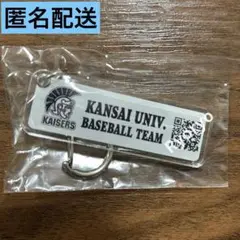 匿名配送
KAISERS
KANSAI UNIV.
BASEBALL TEAM